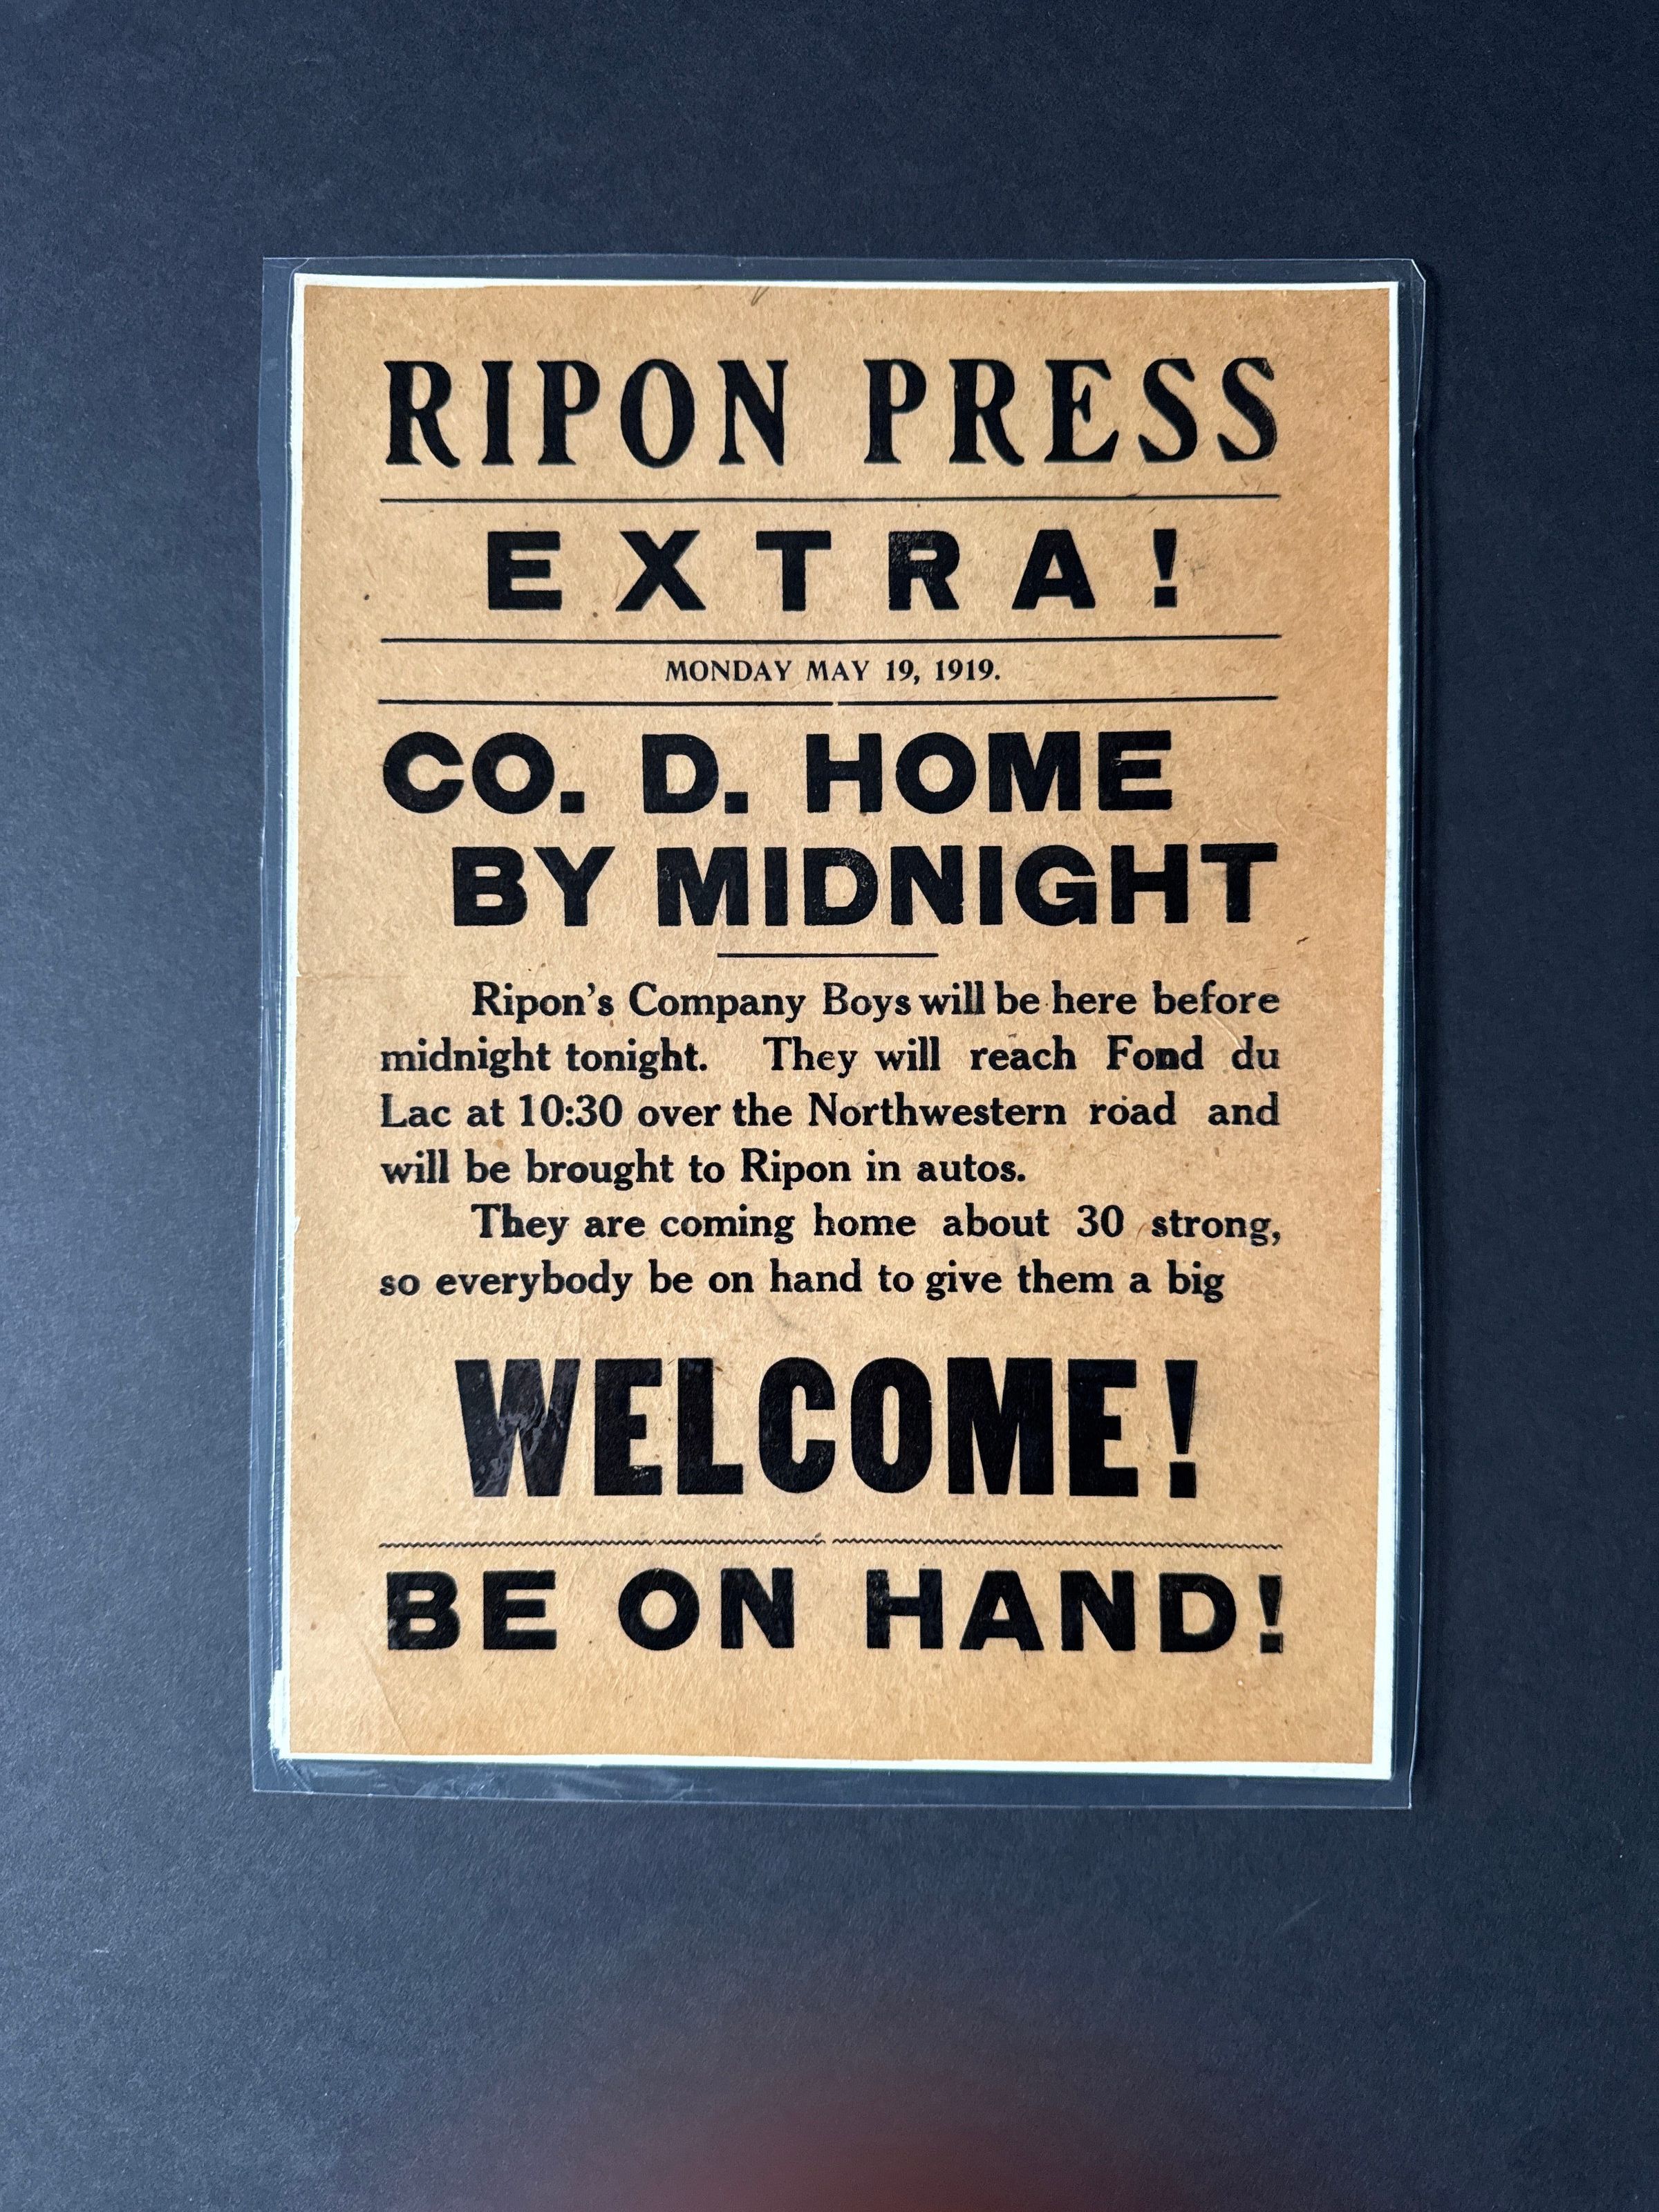 RIPON PRESS
EXTRA!
MONDAY MAY 19, 1919.
CO. D. HOME
BY MIDNIGHT
Ripon's Company Boys will be here before
midnight tonight. They will reach Fond du
Lac at 10:30 over the Northwestern road and
will be brought to Ripon in autos.
They are coming home about 30 strong,
so everybody be on hand to give them a big
WELCOME!
BE ON HAND!